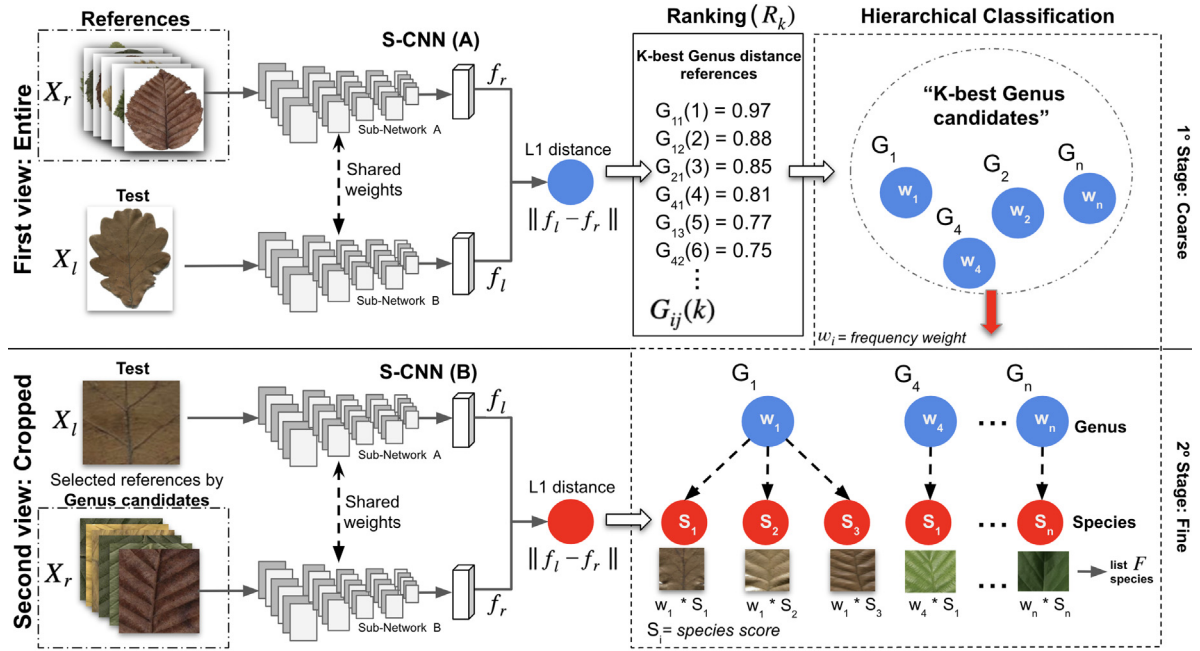 References
X_r
First view: Entire
Test
X_l
S-CNN (A)
Sub-Network A
Shared
weights
Sub-Network B
f_r
f_l
L1 distance
‖ f_l − f_r ‖
Ranking (R_k)
K-best Genus distance
references
G_11(1) = 0.97
G_12(2) = 0.88
G_21(3) = 0.85
G_41(4) = 0.81
G_13(5) = 0.77
G_42(6) = 0.75
⋮
G_ij(k)
Hierarchical Classification
“K-best Genus
candidates”
G_1
w_1
G_2
w_2
G_n
w_n
G_4
w_4
w_i = frequency weight
1° Stage: Coarse
Second view: Cropped
Test
X_l
Selected references by
Genus candidates
X_r
S-CNN (B)
Sub-Network A
Shared
weights
Sub-Network B
f_l
f_r
L1 distance
‖ f_l − f_r ‖
G_1 G_4 G_n
w_1 w_4 ... w_n Genus
S_1 S_2 S_3 S_1 ... S_n Species
... list F
species
w_1 * S_1 w_1 * S_2 w_1 * S_3 w_4 * S_1 w_n * S_n
S_i= species score
2° Stage: Fine